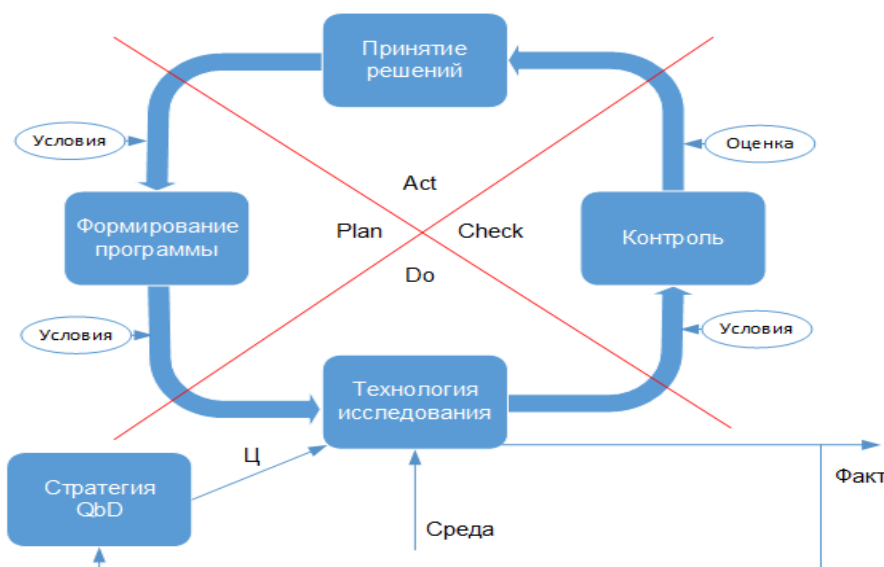 Принятие
решений
Условия
Оценка
Act
Формирование
программы
Plan
Check
Контроль
Do
Условия
Условия
Технология
исследования
Ц
Факт
Стратегия
QbD
Среда